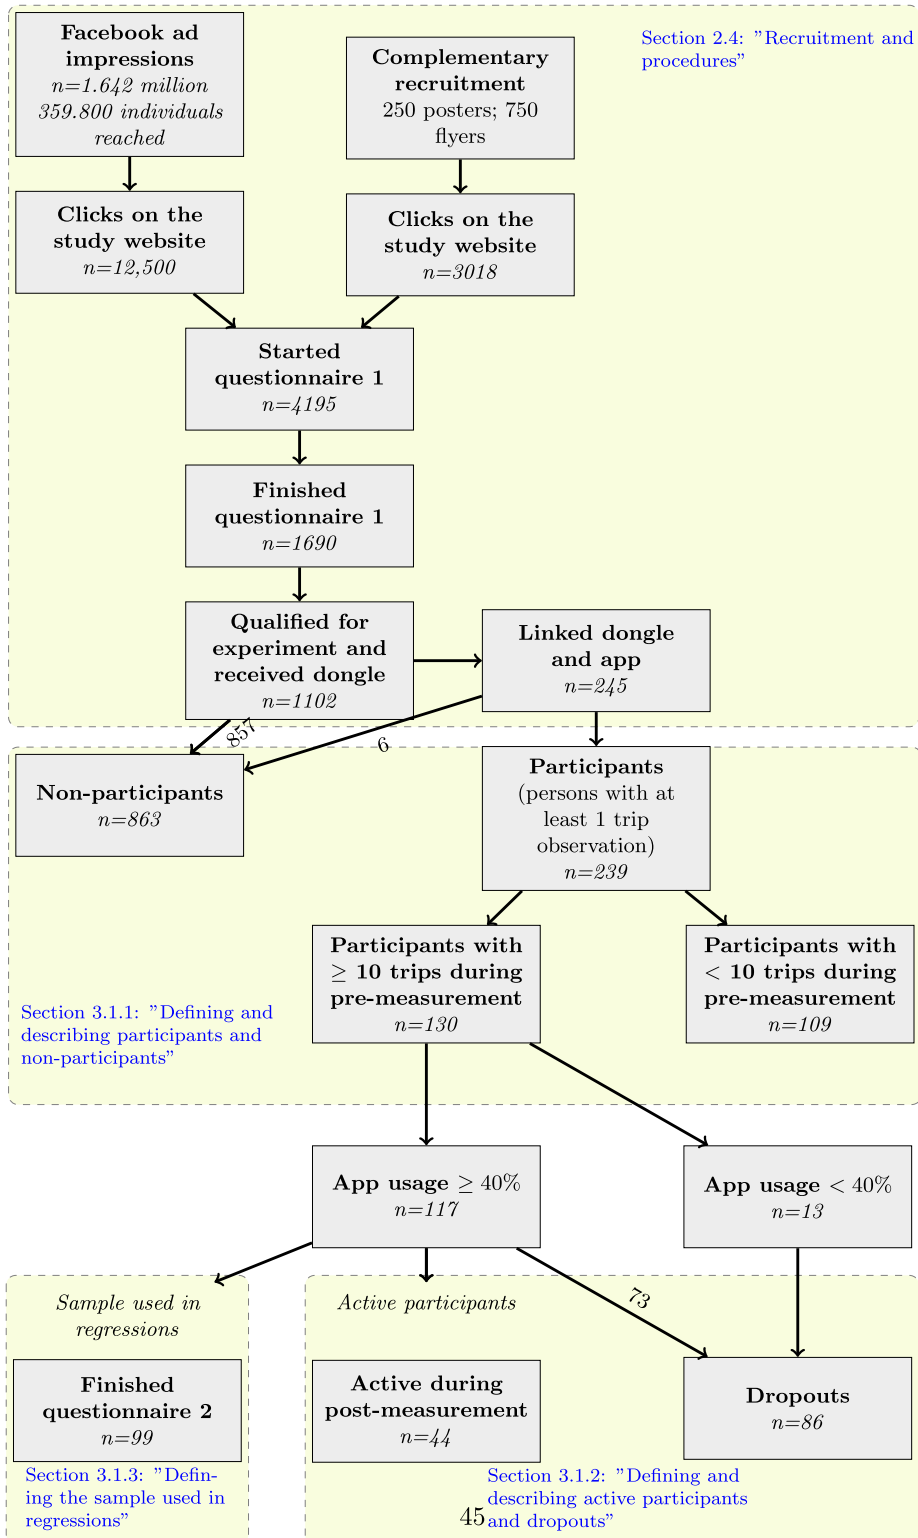 Facebook ad
impressions
n=1.642 million
359.800 individuals
reached
Complementary
recruitment
250 posters; 750
flyers
Section 2.4: ”Recruitment and
procedures”
Clicks on the
study website
n=12,500
Clicks on the
study website
n=3018
Started
questionnaire 1
n=4195
Finished
questionnaire 1
n=1690
Qualified for
experiment and
received dongle
n=1102
Linked dongle
and app
n=245
857
6
Non-participants
n=863
Participants
(persons with at
least 1 trip
observation)
n=239
Participants with
≥ 10 trips during
pre-measurement
n=130
Participants with
< 10 trips during
pre-measurement
n=109
Section 3.1.1: ”Defining and
describing participants and
non-participants”
App usage ≥ 40%
n=117
App usage < 40%
n=13
73
Sample used in
regressions
Active participants
Finished
questionnaire 2
n=99
Active during
post-measurement
n=44
Dropouts
n=86
Section 3.1.3: ”Defin-
ing the sample used in
regressions”
Section 3.1.2: ”Defining and
describing active participants
and dropouts”
45